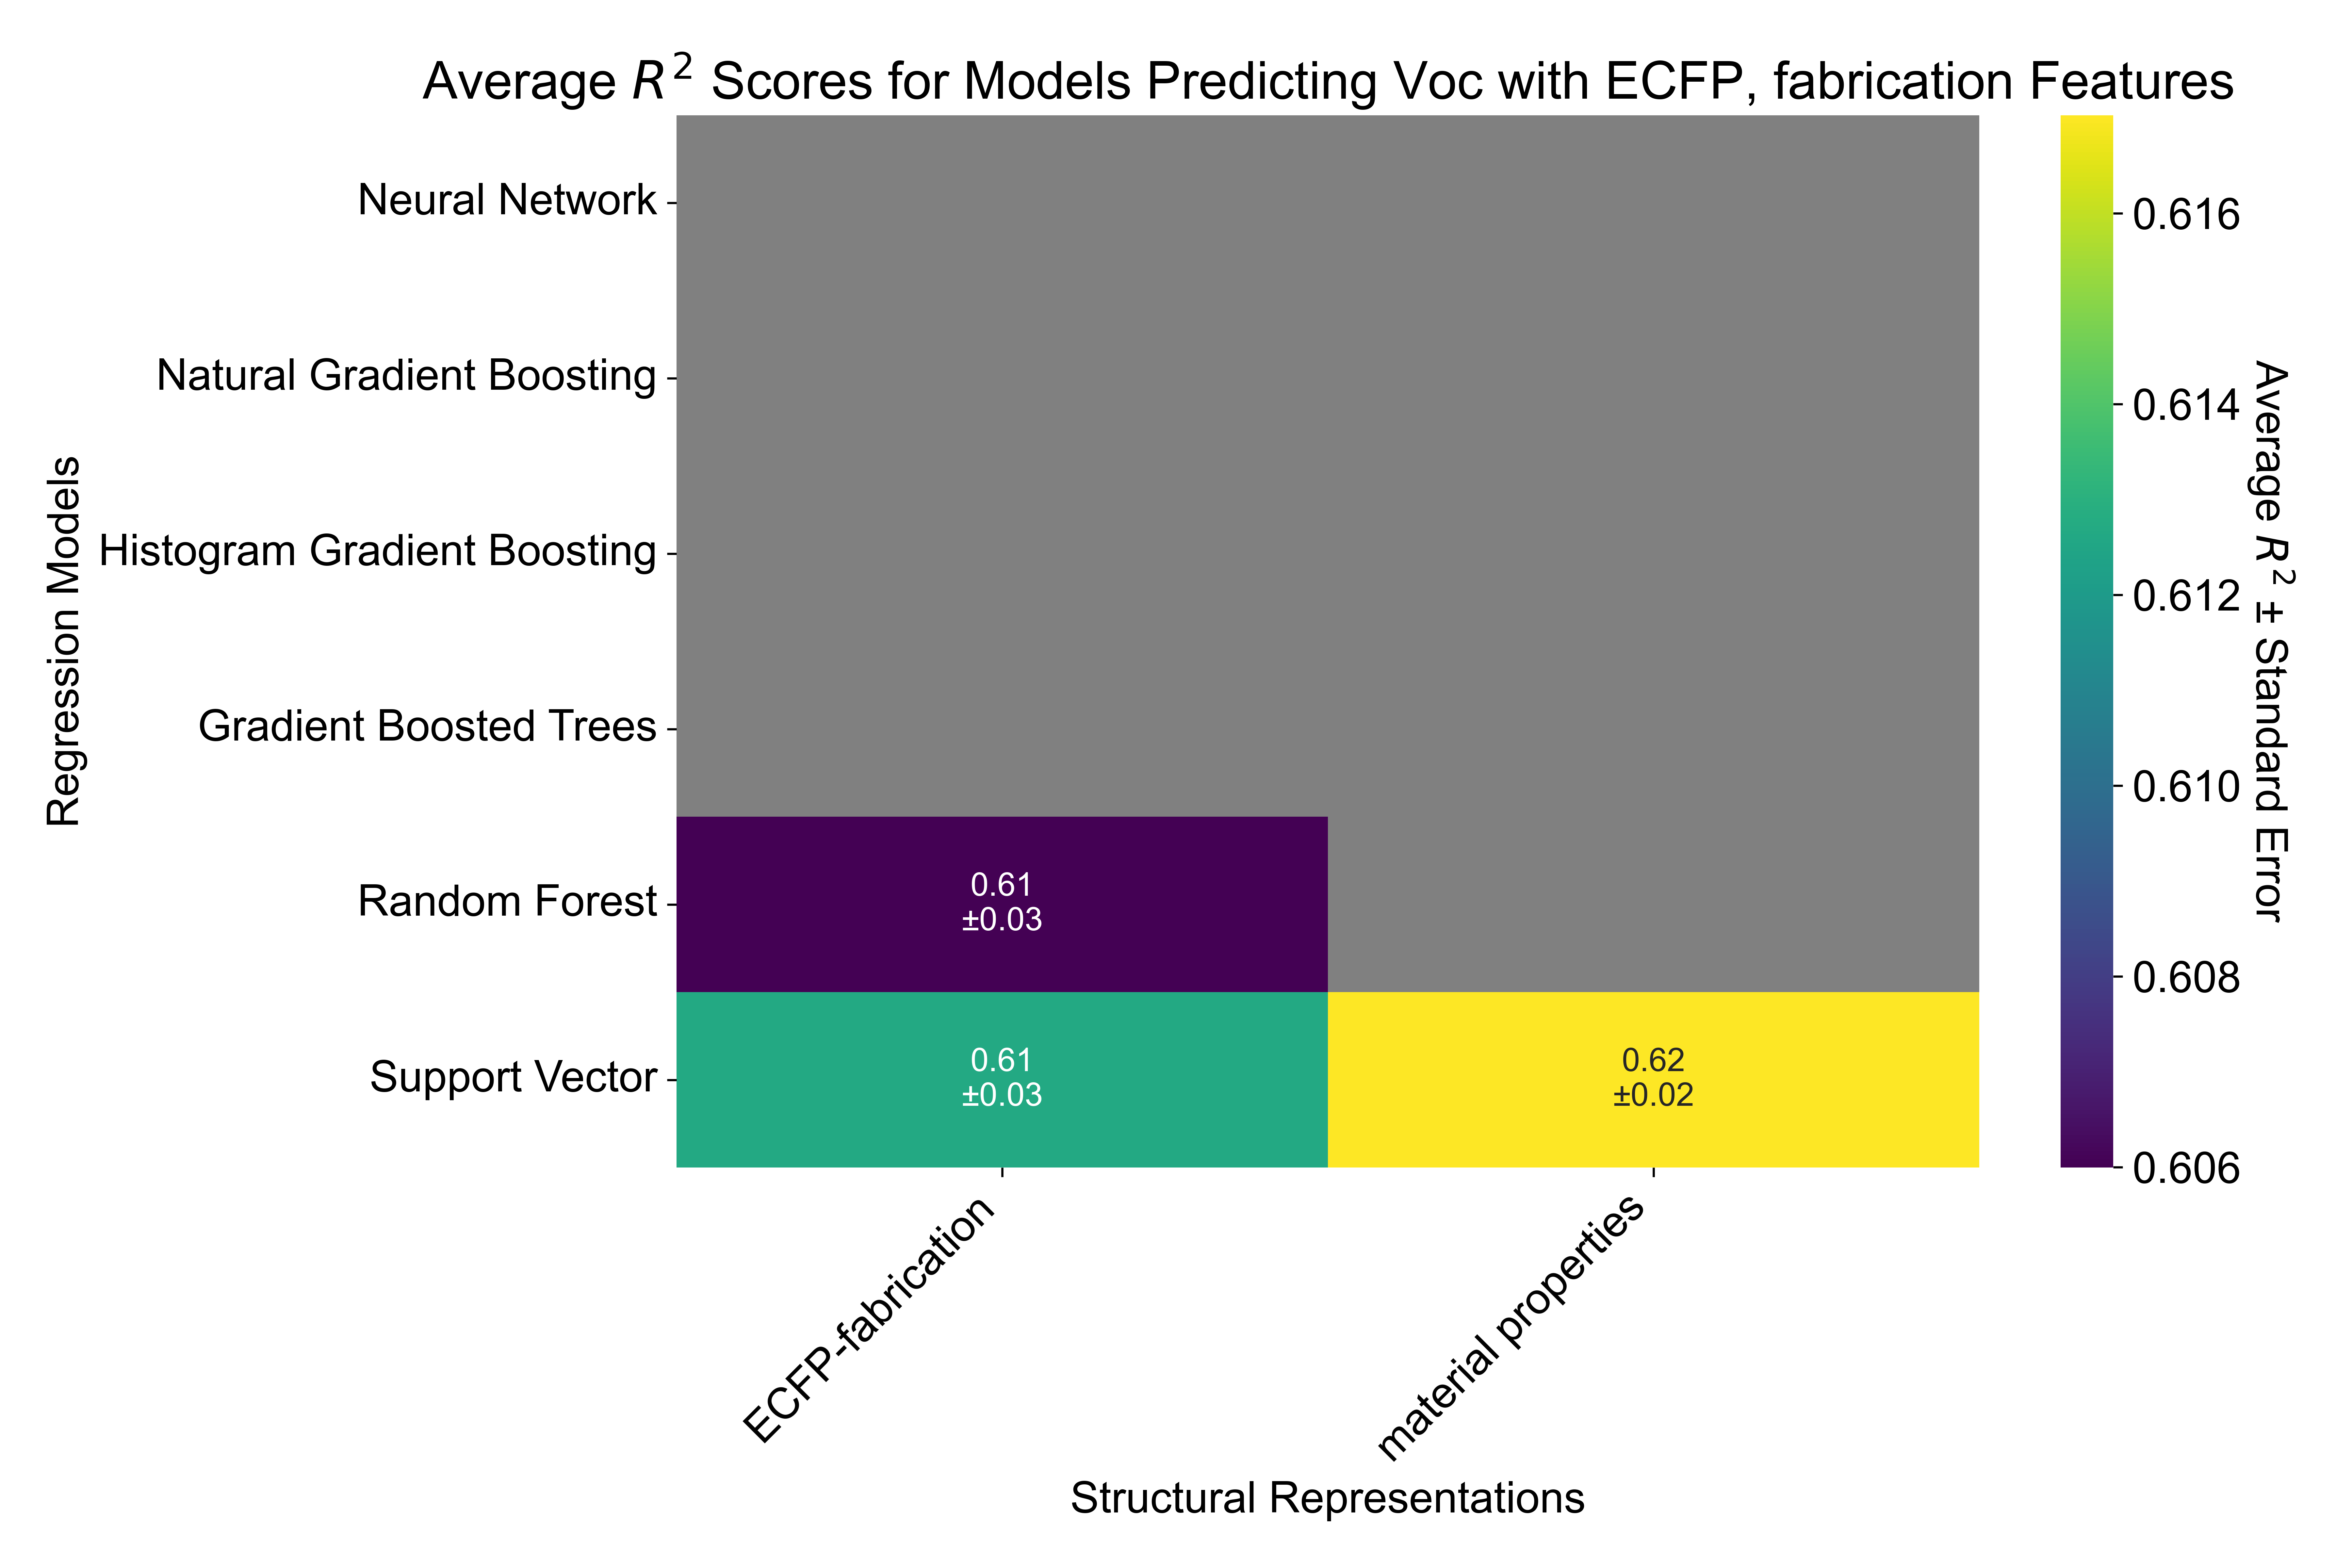 Average R² Scores for Models Predicting Voc with ECFP, fabrication Features
Regression Models
Neural Network
Natural Gradient Boosting
Histogram Gradient Boosting
Gradient Boosted Trees
Random Forest
Support Vector
0.61
±0.03
0.61
±0.03
0.62
±0.02
ECFP-fabrication
material properties
Structural Representations
0.616
0.614
0.612
0.610
0.608
0.606
Average R² ± Standard Error